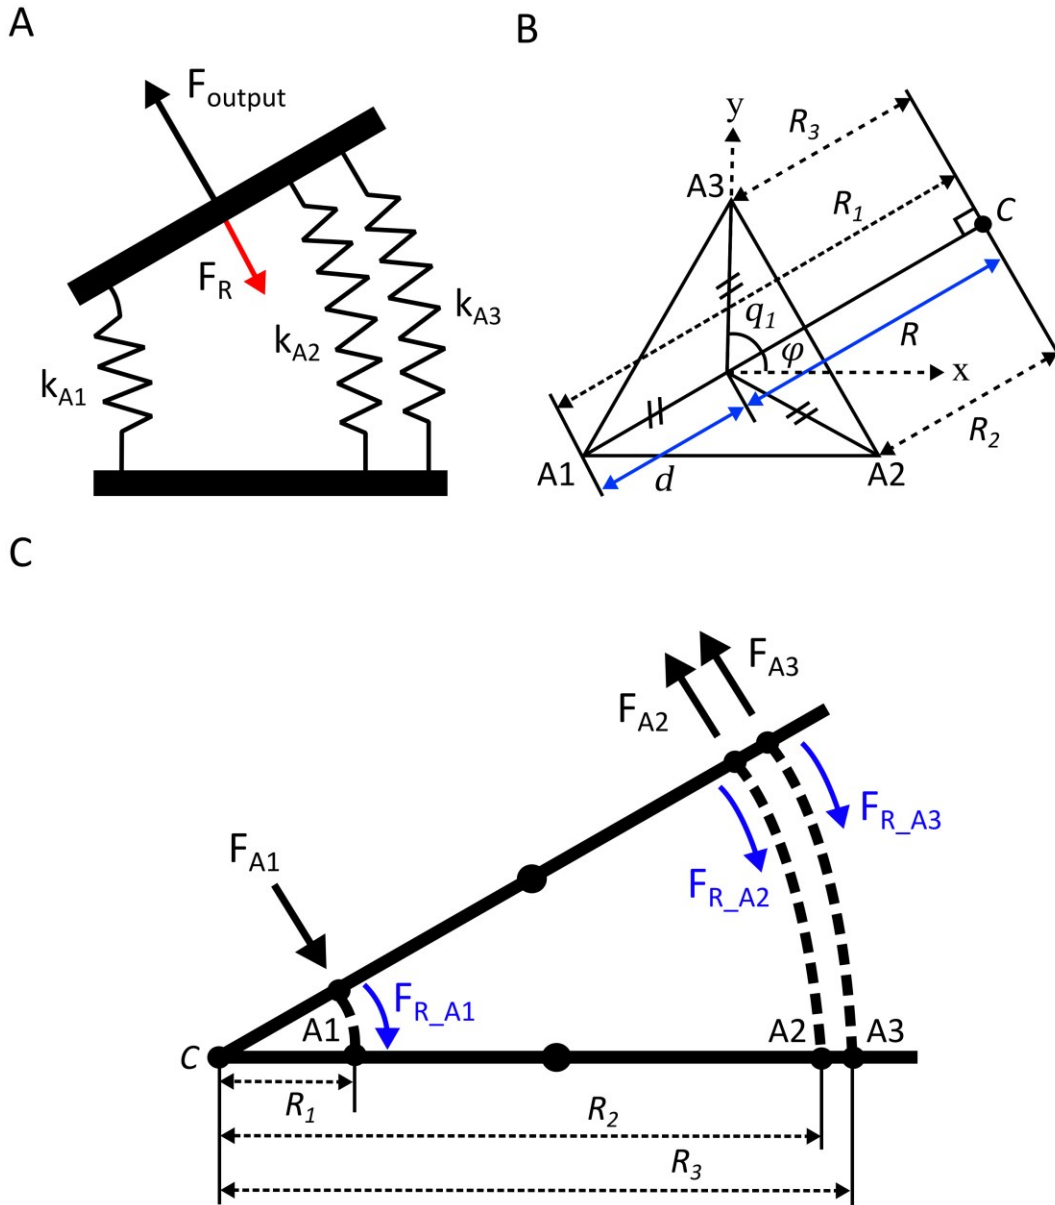 A
F_output
F_R
k_A1
k_A2
k_A3
B
y
R_3
A3
R_1
C
q_1
φ
R
x
R_2
A1
d
A2
C
F_A3
F_A2
F_R_A3
F_R_A2
F_A1
F_R_A1
A1
A2
A3
C
R_1
R_2
R_3